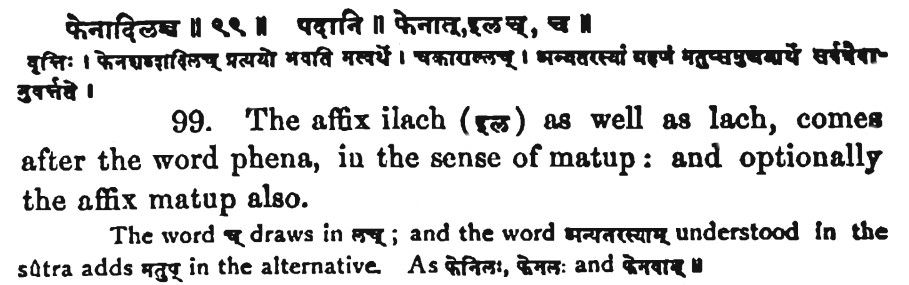 फेनादिलच्च ॥ ९९ ॥ पदानि ॥ फेनात्,इलच्, च ॥
वृत्तिः । फेनशब्दादिलच् प्रत्ययो भवति मत्वर्थे । चकाराल्लच् । अन्यतरस्यां ग्रहणं मतुप्समुच्चयार्थं सर्वत्रैवा-
नुवर्त्तते ।
99. The affix ilach (इल) as well as lach, comes
after the word phena, in the sense of matup: and optionally
the affix matup also.
The word च् draws in लच्; and the word अन्यतरस्याम् understood in the
sûtra adds मतुप् in the alternative. As फेनिलः, फेनलः and फेनवान् ॥